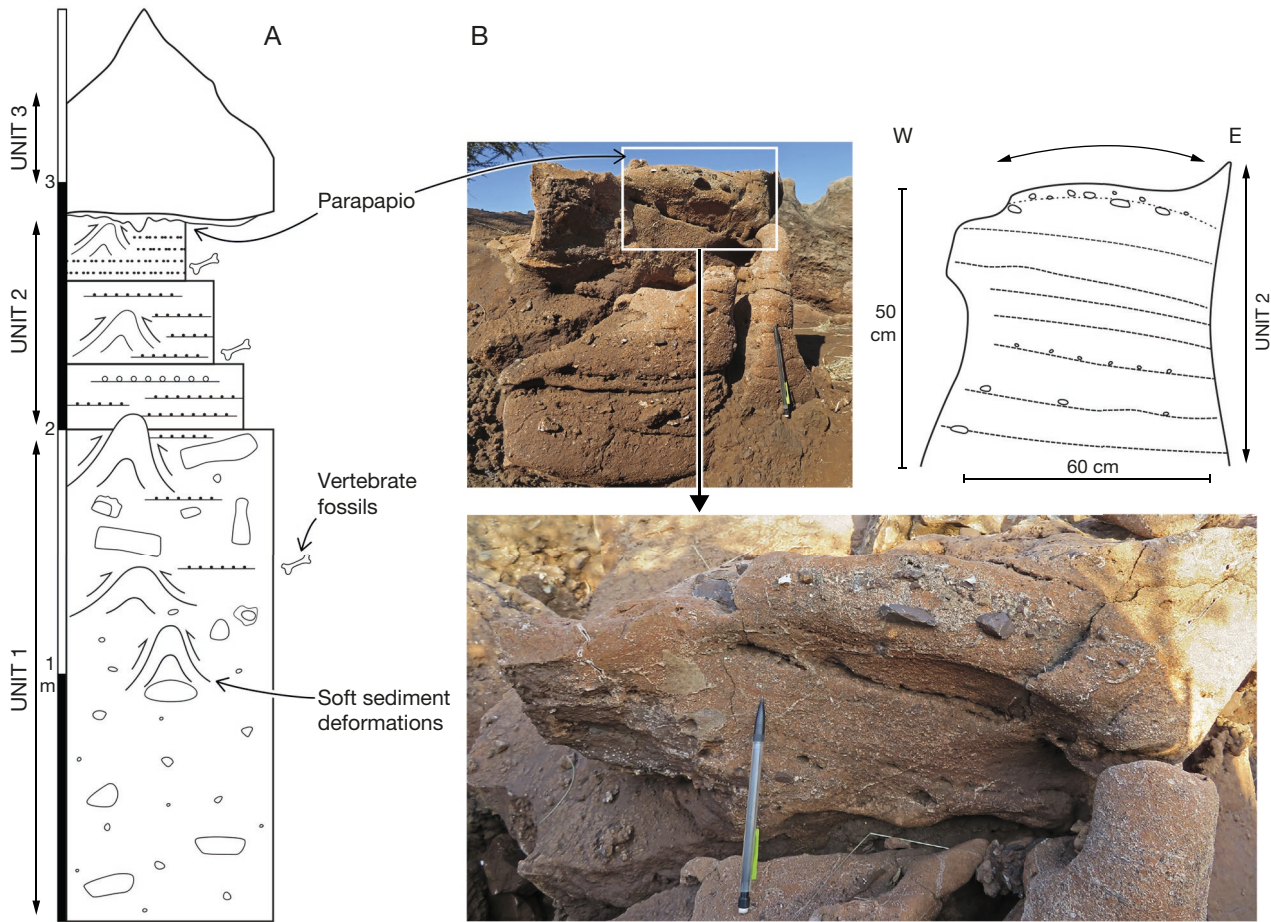 A
B
UNIT 3
3
Parapapio
W
E
UNIT 2
50
cm
UNIT 2
60 cm
2
Vertebrate
fossils
UNIT 1
1
m
Soft sediment
deformations